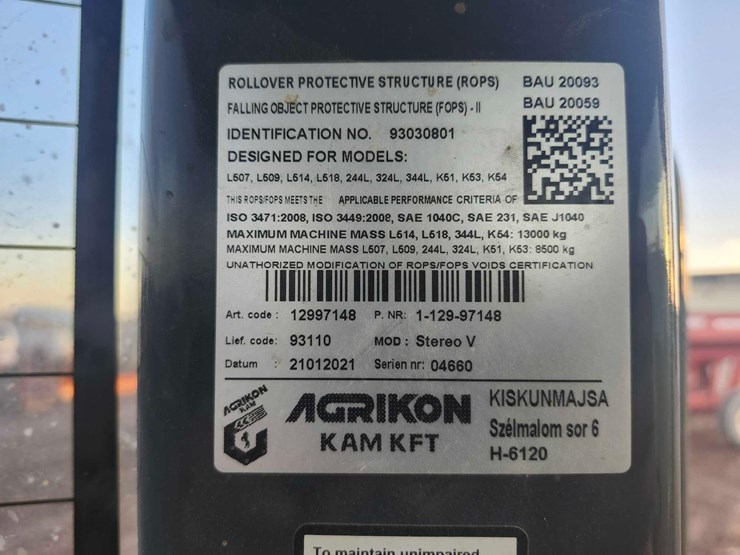 ROLLOVER PROTECTIVE STRUCTURE (ROPS) BAU 20093
FALLING OBJECT PROTECTIVE STRUCTURE (FOPS) - II BAU 20059
IDENTIFICATION NO. 93030801
DESIGNED FOR MODELS:
L507, L509, L514, L518, 244L, 324L, 344L, K51, K53, K54
THIS ROPS/FOPS MEETS THE APPLICABLE PERFORMANCE CRITERIA OF
ISO 3471:2008, ISO 3449:2008, SAE 1040C, SAE 231, SAE J1040
MAXIMUM MACHINE MASS L514, L518, 344L, K54: 13000 kg
MAXIMUM MACHINE MASS L507, L509, 244L, 324L, K51, K53: 8500 kg
UNATHORIZED MODIFICATION OF ROPS/FOPS VOIDS CERTIFICATION
Art. code : 12997148 P. NR: 1-129-97148
Lief. code: 93110 MOD : Stereo V
Datum : 21012021 Serien nr: 04660
AGRIKON
KAM
AGRIKON
KAM KFT
KISKUNMAJSA
Szélmalom sor 6
H-6120
To maintain unimpaired